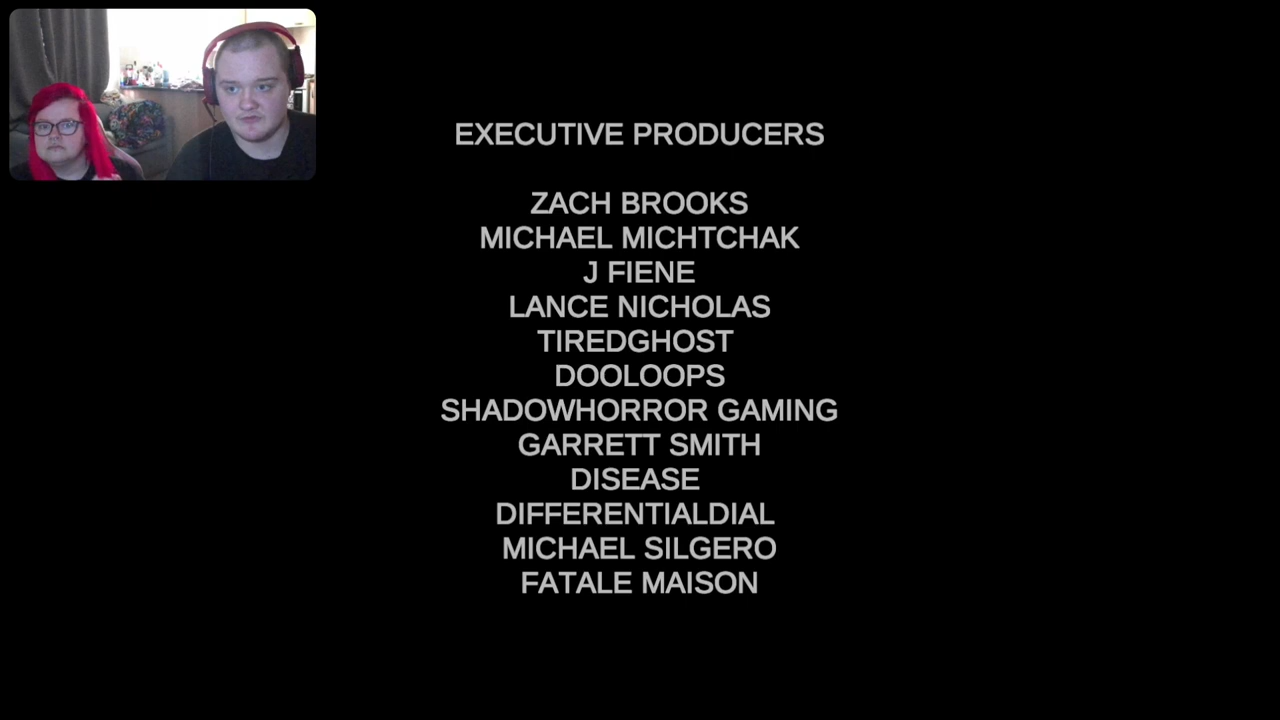 EXECUTIVE PRODUCERS
ZACH BROOKS
MICHAEL MICHTCHAK
J FIENE
LANCE NICHOLAS
TIREDGHOST
DOOLOOPS
SHADOWHORROR GAMING
GARRETT SMITH
DISEASE
DIFFERENTIALDIAL
MICHAEL SILGERO
FATALE MAISON